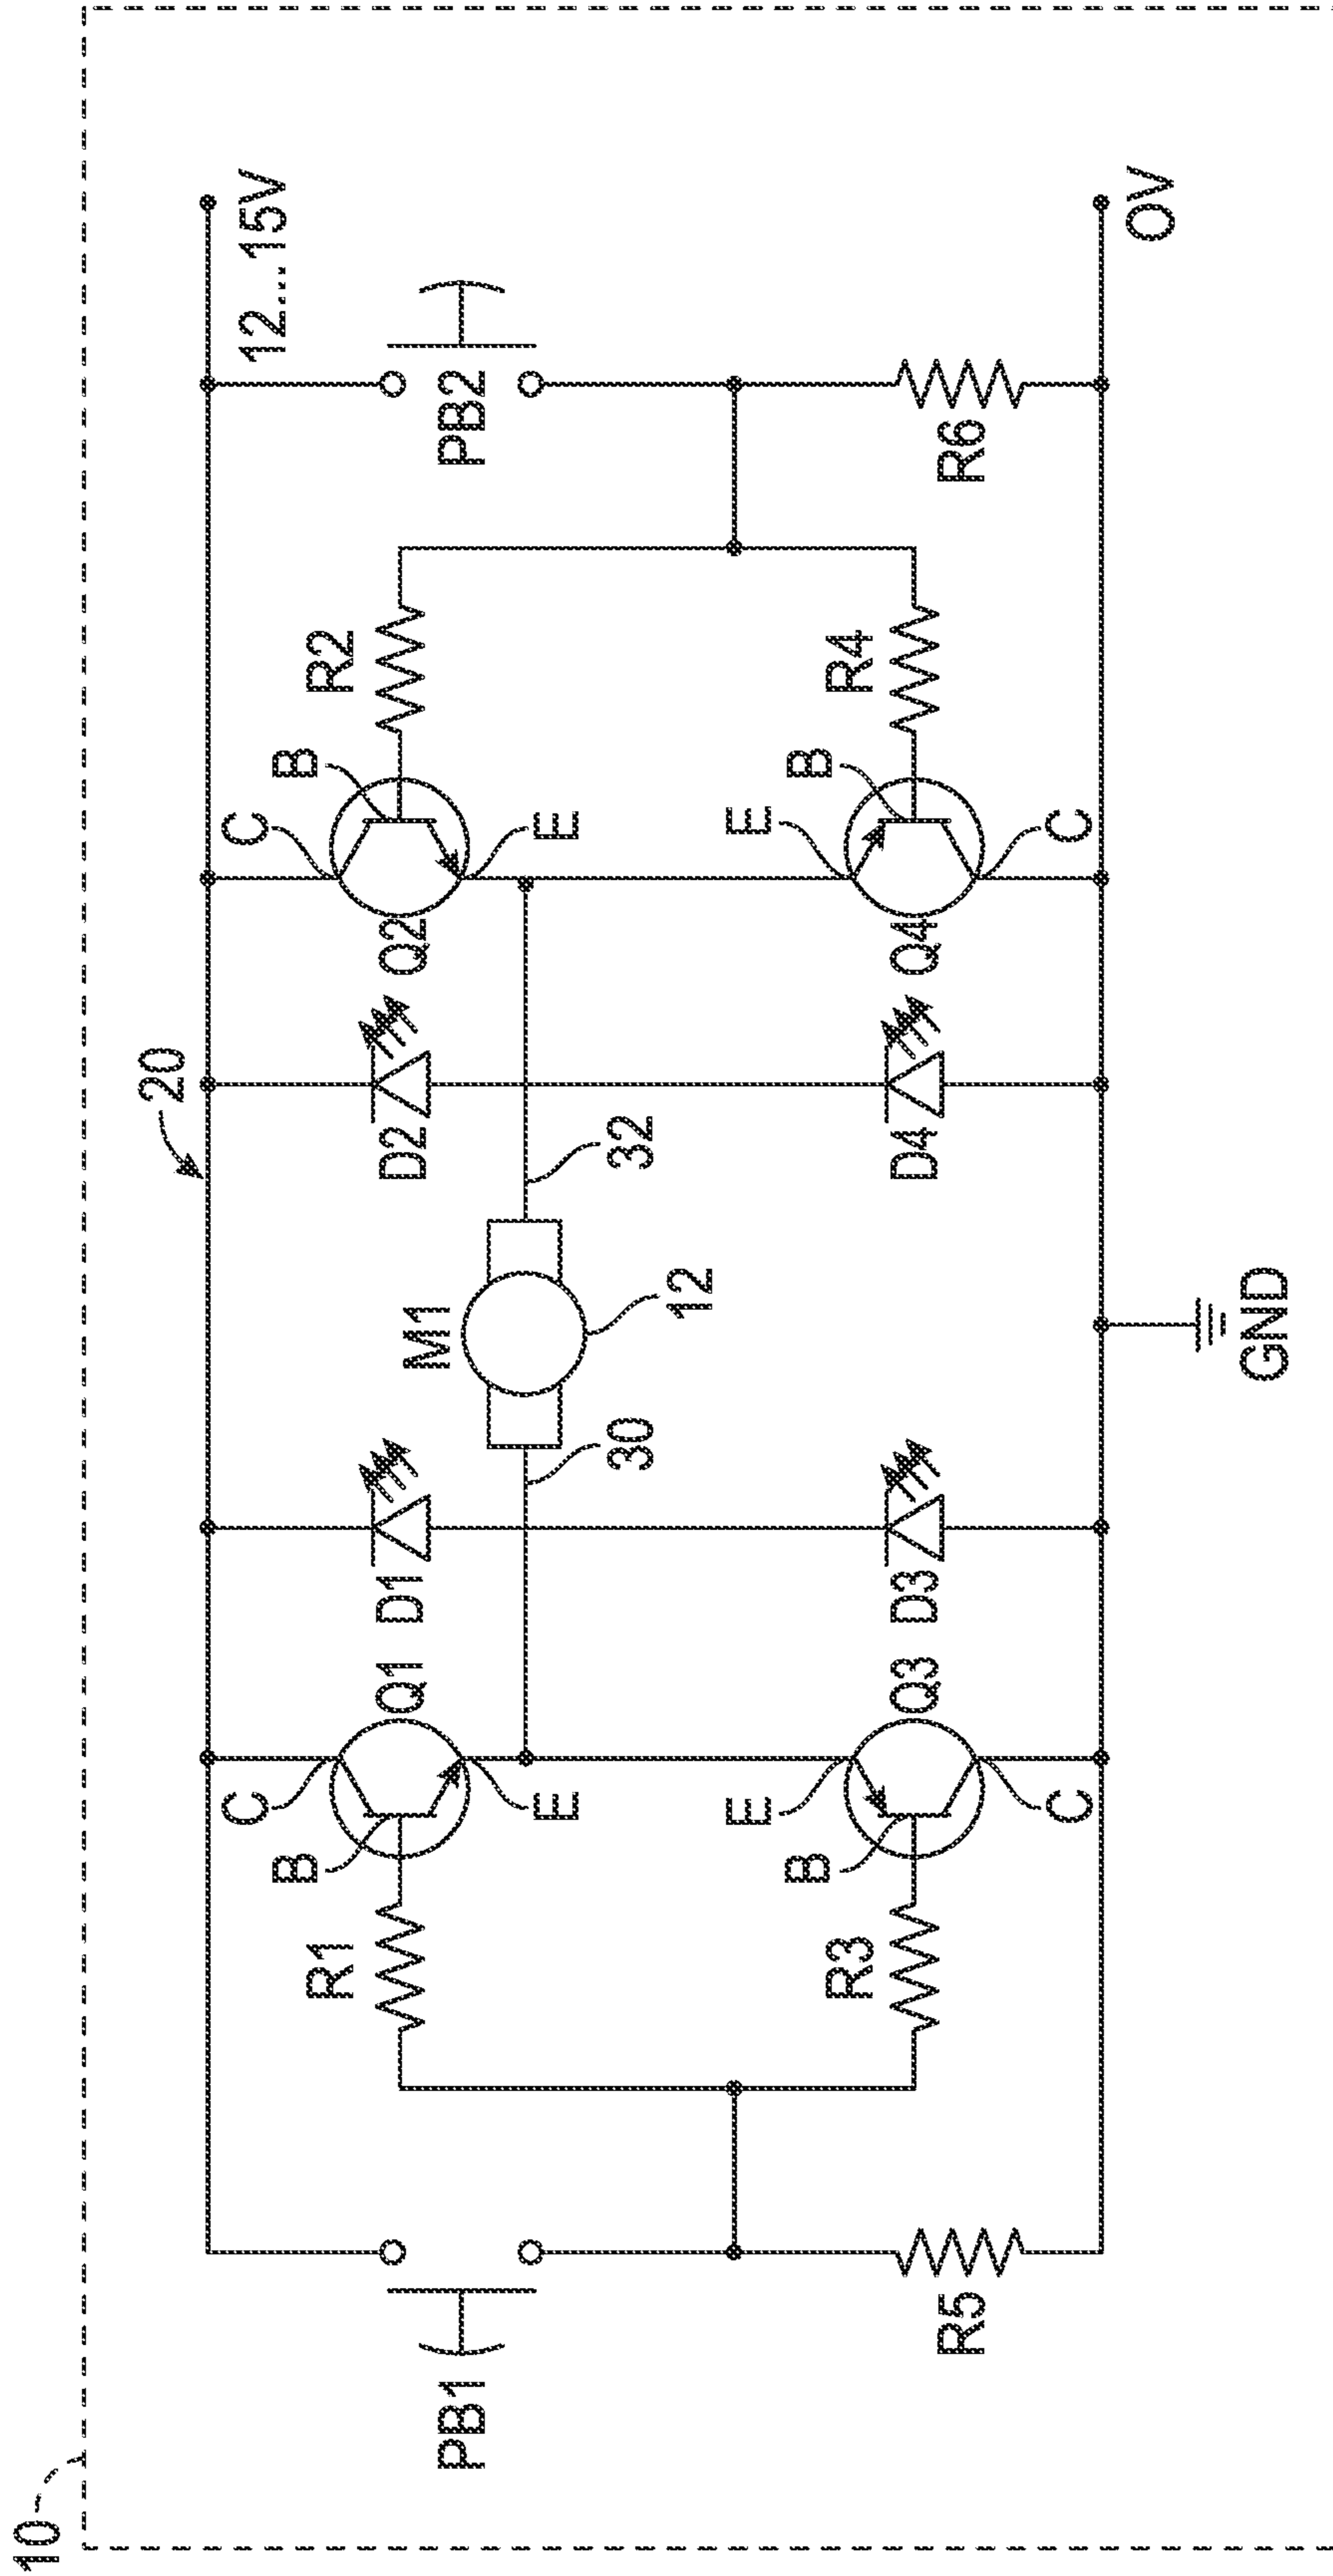 10
20
12...15V
C
C
B
B
R1
Q1
D1
M1
D2
Q2
R2
PB1
PB2
E
E
30
32
12
E
E
B
B
R3
Q3
D3
D4
Q4
R4
R5
R6
C
C
0V
GND